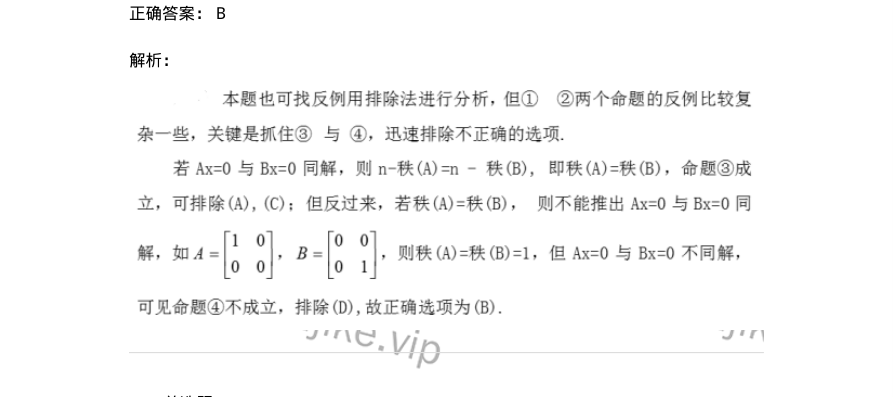 正确答案： B
解析：
本题也可找反例用排除法进行分析，但① ②两个命题的反例比较复
杂一些，关键是抓住③ 与 ④，迅速排除不正确的选项.
若 Ax=0 与 Bx=0 同解，则 n-秩(A)=n - 秩(B)，即秩(A)=秩(B)，命题③成
立，可排除(A),(C)；但反过来，若秩(A)=秩(B)， 则不能推出 Ax=0 与 Bx=0 同
解，如 A = [1 0; 0 0]，B = [0 0; 0 1]，则秩(A)=秩(B)=1，但 Ax=0 与 Bx=0 不同解，
可见命题④不成立，排除(D),故正确选项为(B).